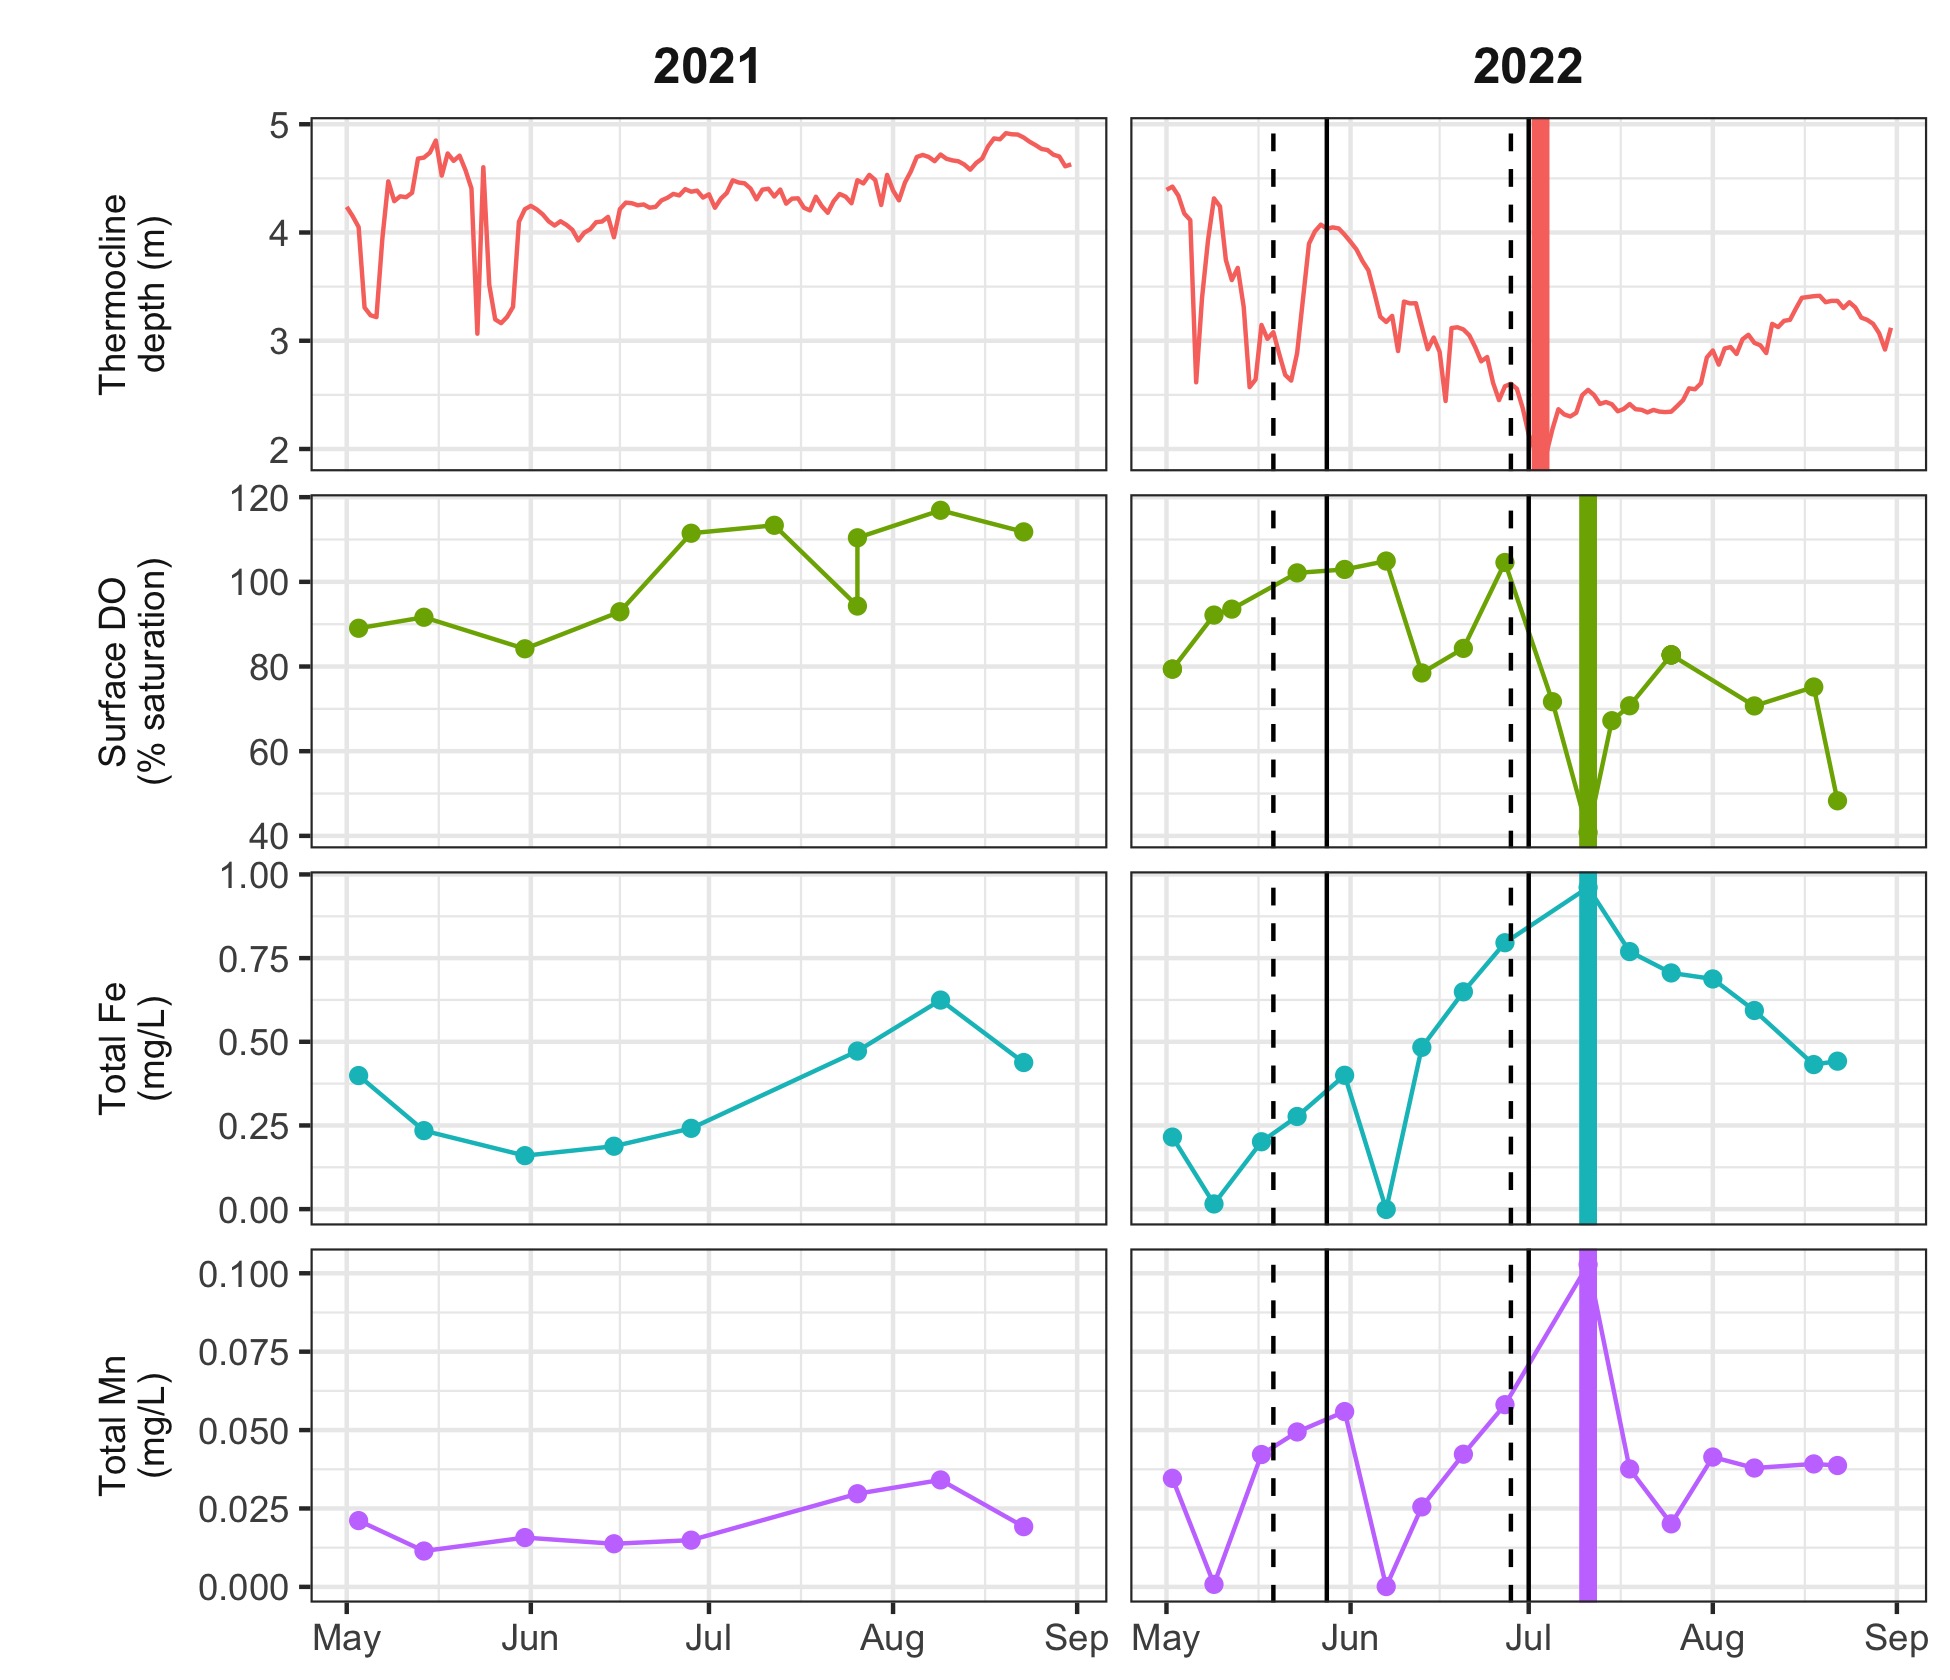 2021
2022
Thermocline
depth (m)
5
4
3
2
Surface DO
(% saturation)
120
100
80
60
40
Total Fe
(mg/L)
1.00
0.75
0.50
0.25
0.00
Total Mn
(mg/L)
0.100
0.075
0.050
0.025
0.000
May Jun Jul Aug Sep
May Jun Jul Aug Sep